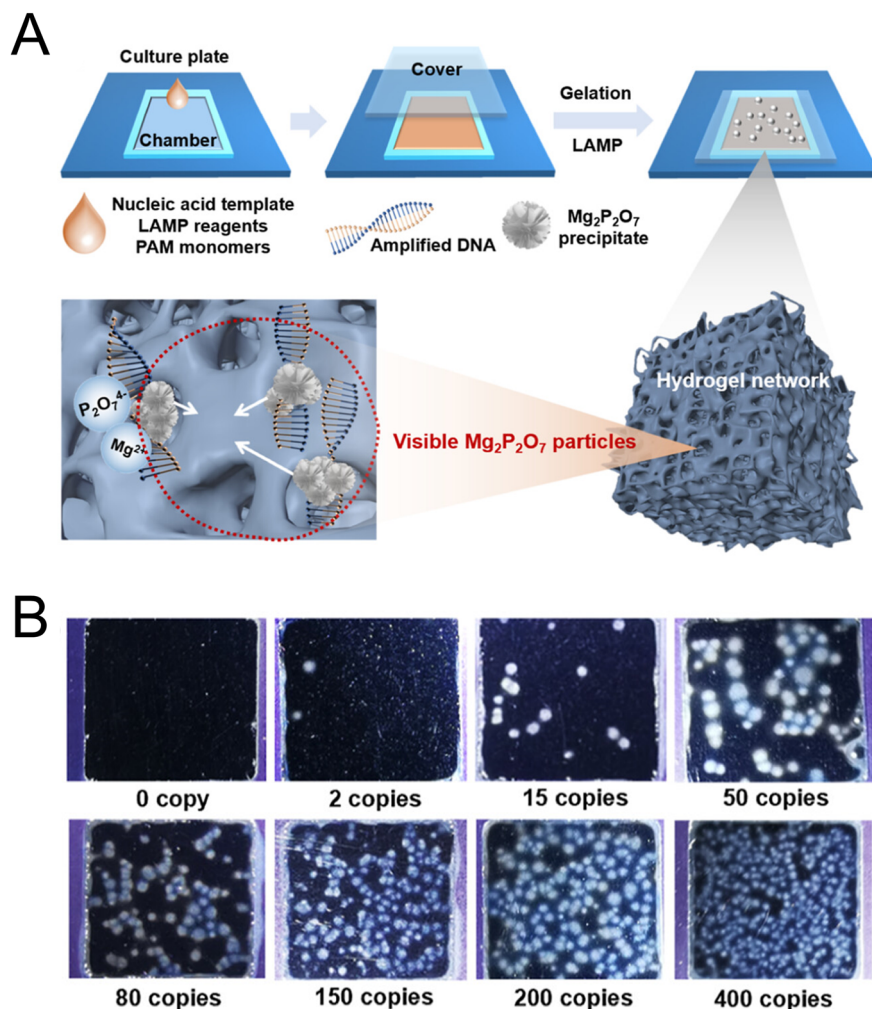 A
Culture plate
Chamber
Cover
Gelation
LAMP
Nucleic acid template
LAMP reagents
PAM monomers
Amplified DNA
Mg₂P₂O₇
precipitate
P₂O₇⁴⁻
Mg²⁺
Visible Mg₂P₂O₇ particles
Hydrogel network
B
0 copy
2 copies
15 copies
50 copies
80 copies
150 copies
200 copies
400 copies